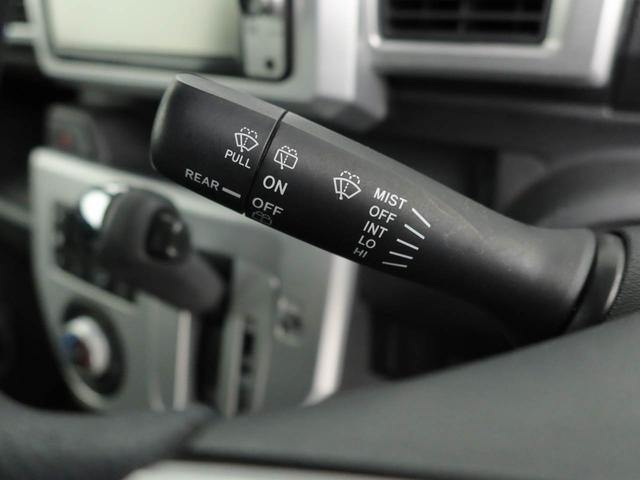 PULL
REAR
ON
OFF
MIST
OFF
INT
LO
HI